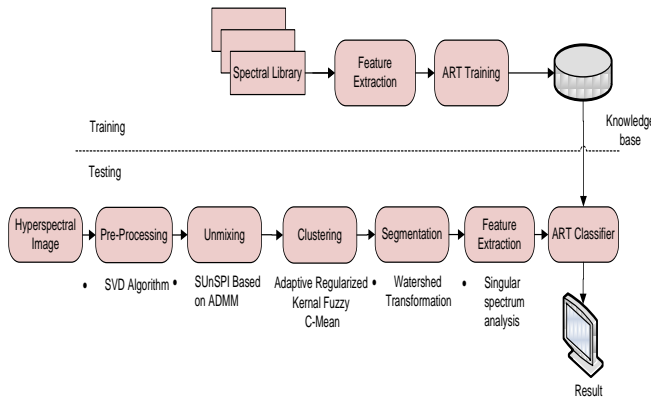 Spectral Library
Feature
Extraction
ART Training
Knowledge
base
Training
Testing
Hyperspectral
Image
Pre-Processing
Unmixing
Clustering
Segmentation
Feature
Extraction
ART Classifier
• SVD Algorithm
• SUnSPI Based
on ADMM
Adaptive Regularized
Kernal Fuzzy
C-Mean
• Watershed
Transformation
• Singular
spectrum
analysis
Result